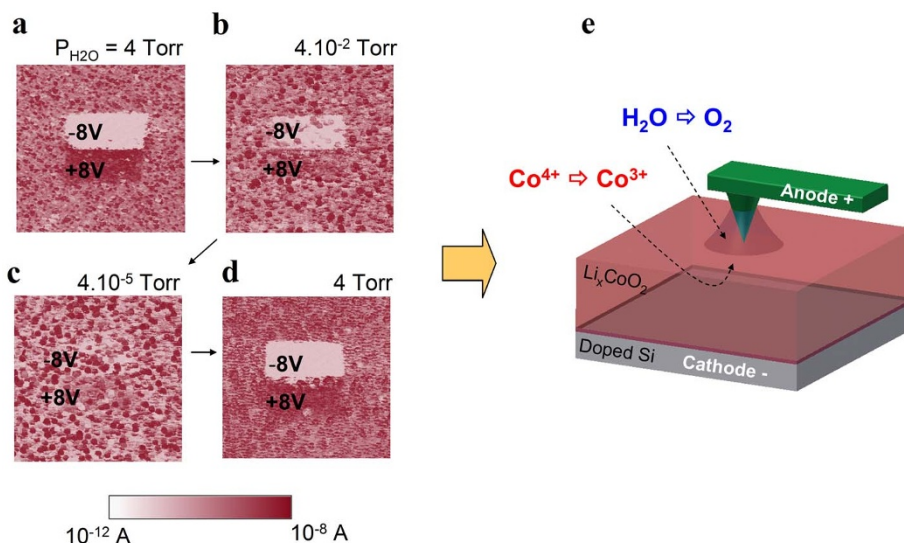 a
P_H2O = 4 Torr
-8V
+8V
b
4.10⁻² Torr
-8V
+8V
c
4.10⁻⁵ Torr
-8V
+8V
d
4 Torr
-8V
+8V
10⁻¹² A
10⁻⁸ A
e
H₂O ⇨ O₂
Co⁴⁺ ⇨ Co³⁺
Anode +
LiₓCoO₂
Doped Si
Cathode -